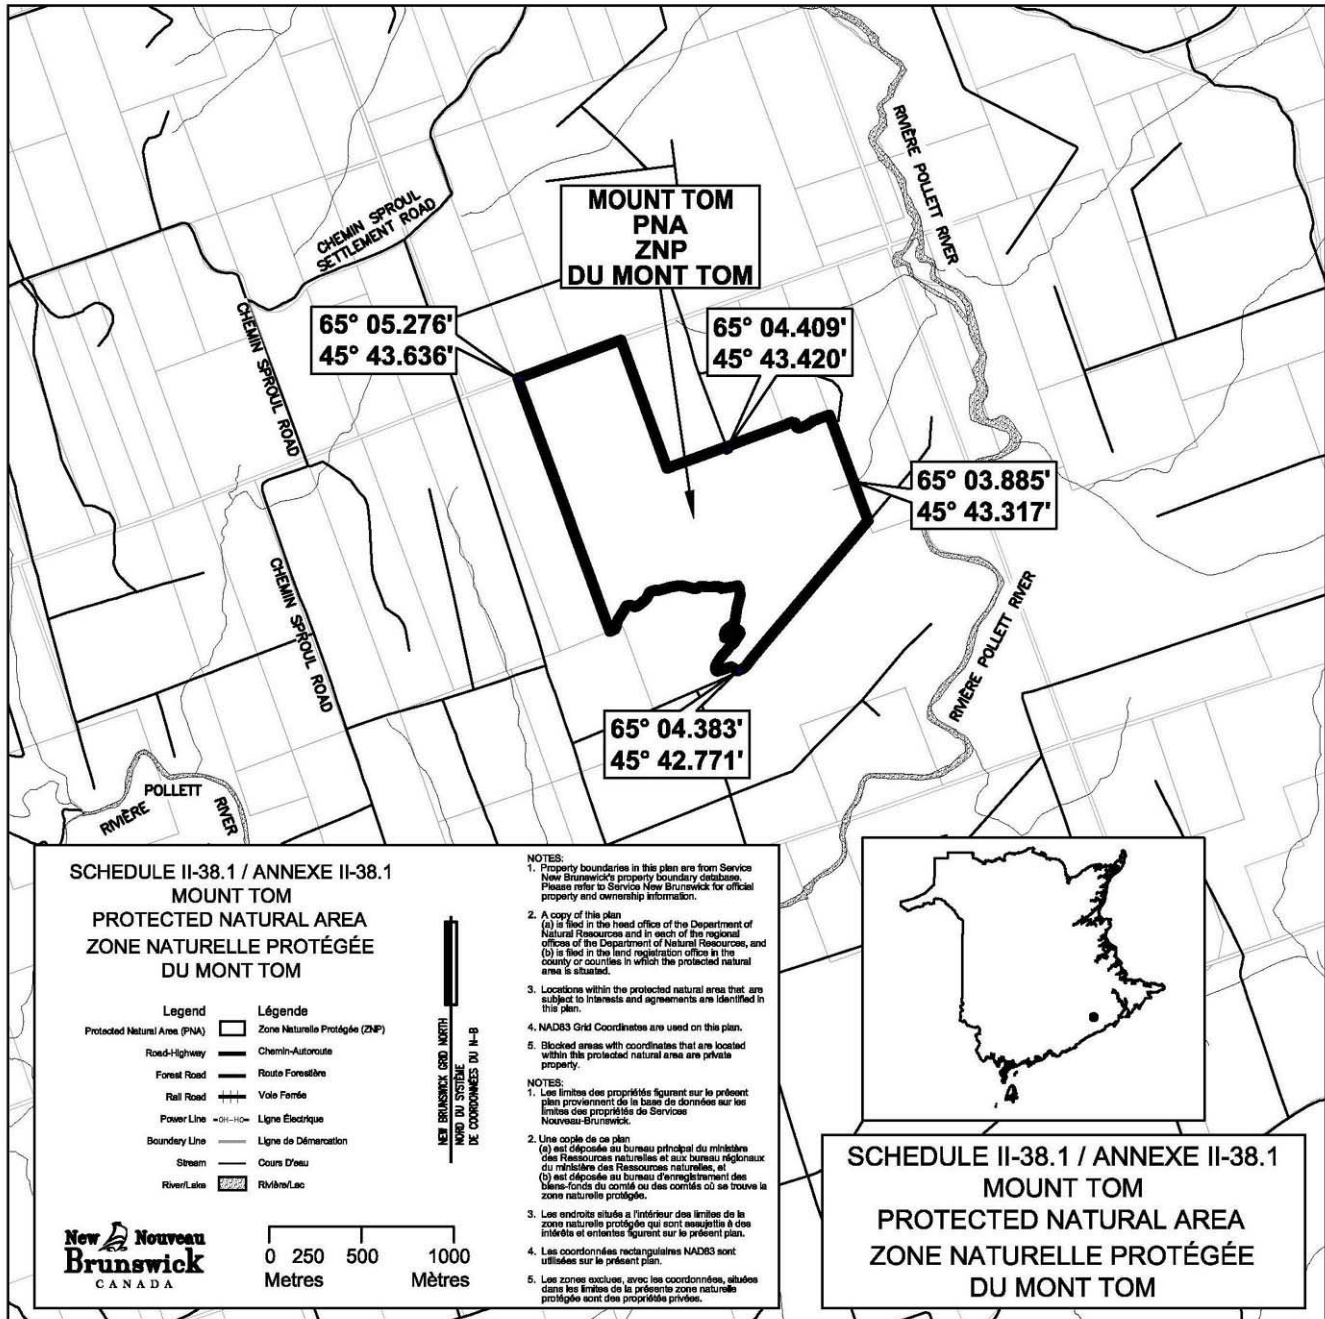 RIVIÈRE POLLETT RIVER
CHEMIN SPROUL
SETTLEMENT ROAD
MOUNT TOM
PNA
ZNP
DU MONT TOM
65° 05.276'
45° 43.636'
65° 04.409'
45° 43.420'
CHEMIN SPROUL ROAD
65° 03.885'
45° 43.317'
CHEMIN SPROUL ROAD
RIVIÈRE POLLETT RIVER
65° 04.383'
45° 42.771'
RIVIÈRE POLLETT RIVER
SCHEDULE II-38.1 / ANNEXE II-38.1
MOUNT TOM
PROTECTED NATURAL AREA
ZONE NATURELLE PROTÉGÉE
DU MONT TOM
Legend Légende
Protected Natural Area (PNA) Zone Naturelle Protégée (ZNP)
Road-Highway Chemin-Autoroute
Forest Road Route Forestière
Rail Road Voie Ferrée
Power Line -OH-HO- Ligne Électrique
Boundary Line Ligne de Démarcation
Stream Cours D'eau
River/Lake Rivière/Lac
NEW BRUNSWICK GRID NORTH
NORD DU SYSTÈME
DE COORDONNÉES DU N-B
New Nouveau
Brunswick
CANADA
0 250 500 1000
Metres Mètres
NOTES:
1. Property boundaries in this plan are from Service
New Brunswick's property boundary database.
Please refer to Service New Brunswick for official
property and ownership information.
2. A copy of this plan
(a) is filed in the head office of the Department of
Natural Resources and in each of the regional
offices of the Department of Natural Resources, and
(b) is filed in the land registration office in the
county or counties in which the protected natural
area is situated.
3. Locations within the protected natural area that are
subject to interests and agreements are identified in
this plan.
4. NAD83 Grid Coordinates are used on this plan.
5. Blocked areas with coordinates that are located
within this protected natural area are private
property.
NOTES:
1. Les limites des propriétés figurant sur le présent
plan proviennent de la base de données sur les
limites des propriétés de Services
Nouveau-Brunswick.
2. Une copie de ce plan
(a) est déposée au bureau principal du ministère
des Ressources naturelles et aux bureau régionaux
du ministère des Ressources naturelles, et
(b) est déposée au bureau d'enregistrement des
biens-fonds du comté ou des comtés où se trouve la
zone naturelle protégée.
3. Les endroits situés a l'intérieur des limites de la
zone naturelle protégée qui sont assujettis à des
intérêts et ententes figurent sur le présent plan.
4. Les coordonnées rectangulaires NAD83 sont
utilisées sur le présent plan.
5. Les zones exclues, avec les coordonnées, situées
dans les limites de la présente zone naturelle
protégée sont des propriétés privées.
SCHEDULE II-38.1 / ANNEXE II-38.1
MOUNT TOM
PROTECTED NATURAL AREA
ZONE NATURELLE PROTÉGÉE
DU MONT TOM